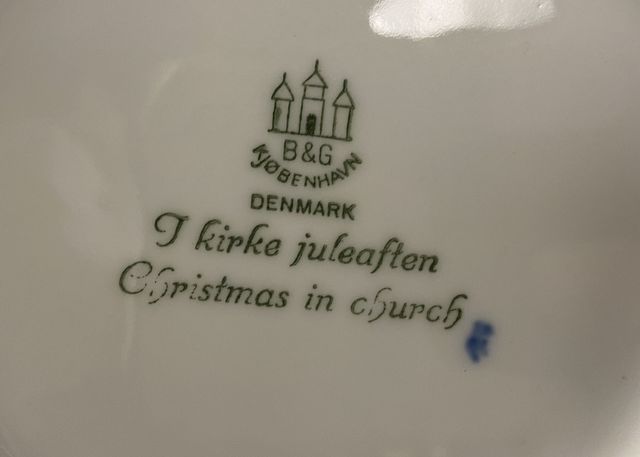 B&G
KJØBENHAVN
DENMARK
I kirke juleaften
Christmas in church